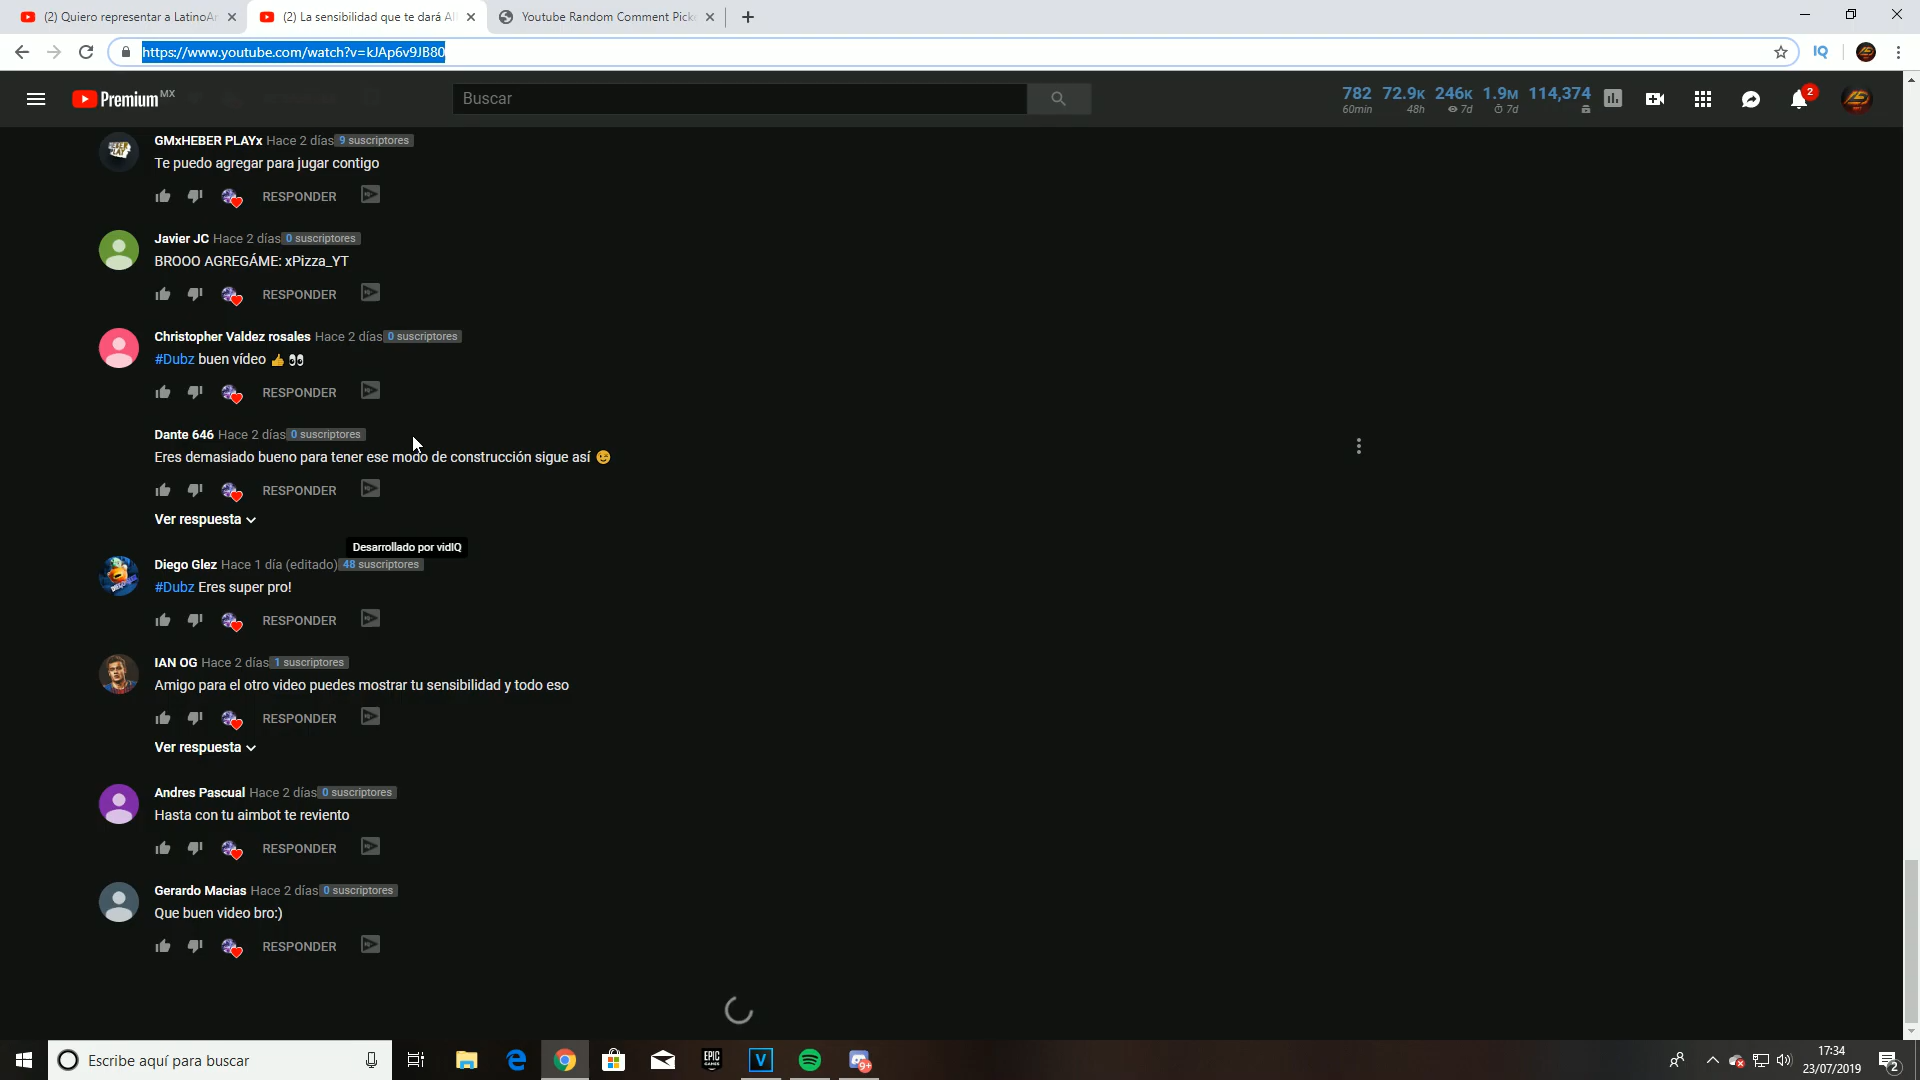 (2) Quiero representar a LatinoAr
(2) La sensibilidad que te dará Al
Youtube Random Comment Pick
https://www.youtube.com/watch?v=kJAp6v9JB80
IQ
Premium MX
Buscar
782 72.9K 246K 1.9M 114,374
60min 48h 7d 7d
2
GMxHEBER PLAYx Hace 2 días 9 suscriptores
Te puedo agregar para jugar contigo
RESPONDER
Javier JC Hace 2 días 0 suscriptores
BROOO AGREGÁME: xPizza_YT
RESPONDER
Christopher Valdez rosales Hace 2 días 0 suscriptores
#Dubz buen vídeo 👍👀
RESPONDER
Dante 646 Hace 2 días 0 suscriptores
Eres demasiado bueno para tener ese modo de construcción sigue así 😉
RESPONDER
Ver respuesta
Desarrollado por vidIQ
Diego Glez Hace 1 día (editado) 48 suscriptores
#Dubz Eres super pro!
RESPONDER
IAN OG Hace 2 días 1 suscriptores
Amigo para el otro video puedes mostrar tu sensibilidad y todo eso
RESPONDER
Ver respuesta
Andres Pascual Hace 2 días 0 suscriptores
Hasta con tu aimbot te reviento
RESPONDER
Gerardo Macias Hace 2 días 0 suscriptores
Que buen video bro:)
RESPONDER
Escribe aquí para buscar
EPIC GAMES
V
9+
17:34
23/07/2019
2